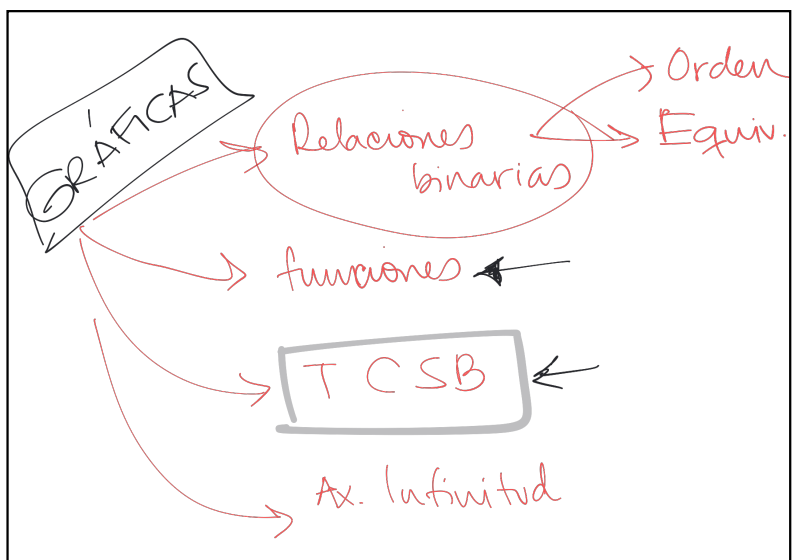 GRÁFICAS
Relaciones
binarias
Orden
Equiv.
funciones
T C S B
Ax. Infinitud